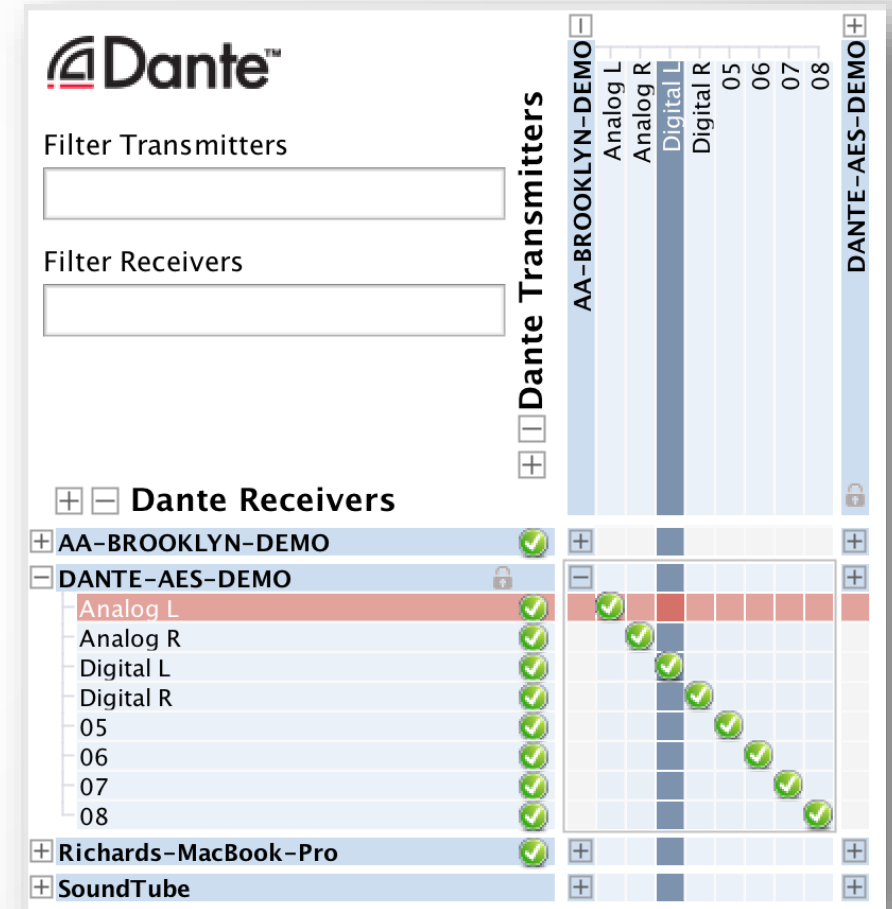 Dante™
Filter Transmitters
Filter Receivers
Dante Transmitters
AA-BROOKLYN-DEMO
Analog L
Analog R
Digital L
Digital R
05
06
07
08
DANTE-AES-DEMO
Dante Receivers
AA-BROOKLYN-DEMO
DANTE-AES-DEMO
Analog L
Analog R
Digital L
Digital R
05
06
07
08
Richards-MacBook-Pro
SoundTube